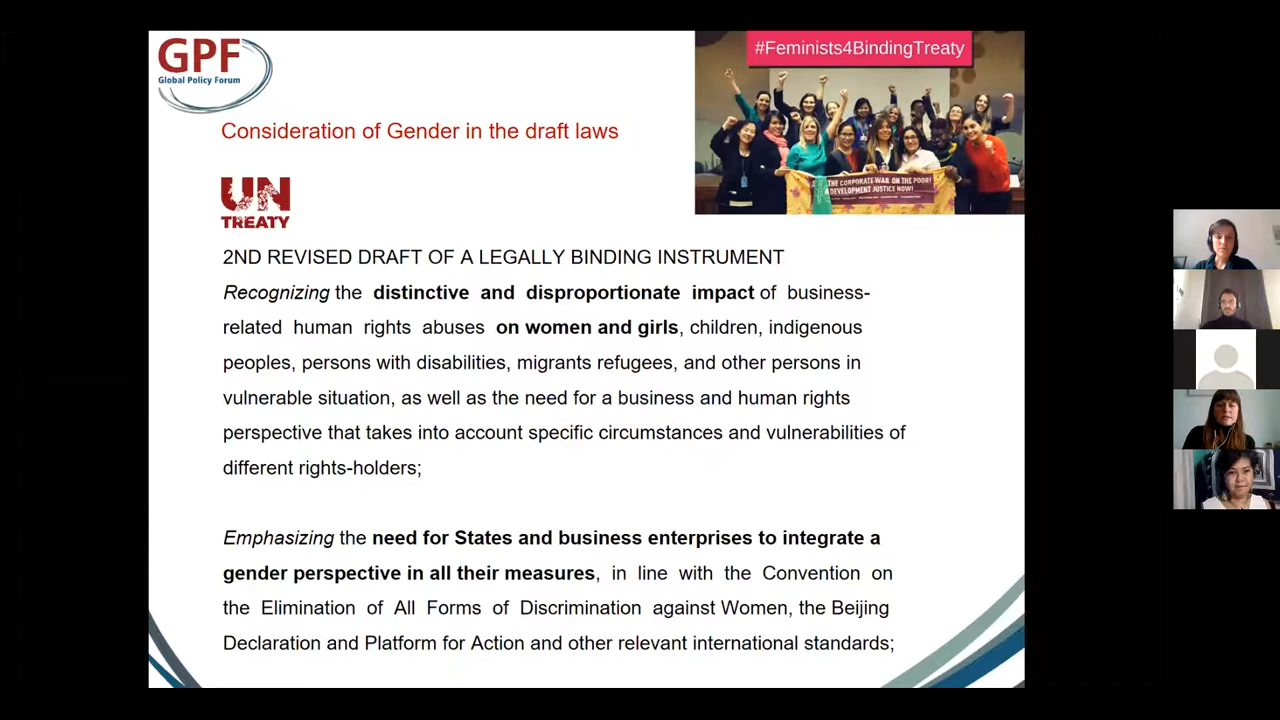 GPF
Global Policy Forum
#Feminists4BindingTreaty
Consideration of Gender in the draft laws
THE CORPORATE WAR ON THE POOR!
DEVELOPMENT JUSTICE NOW!
UN
TREATY
2ND REVISED DRAFT OF A LEGALLY BINDING INSTRUMENT
Recognizing the distinctive and disproportionate impact of business-
related human rights abuses on women and girls, children, indigenous
peoples, persons with disabilities, migrants refugees, and other persons in
vulnerable situation, as well as the need for a business and human rights
perspective that takes into account specific circumstances and vulnerabilities of
different rights-holders;
Emphasizing the need for States and business enterprises to integrate a
gender perspective in all their measures, in line with the Convention on
the Elimination of All Forms of Discrimination against Women, the Beijing
Declaration and Platform for Action and other relevant international standards;